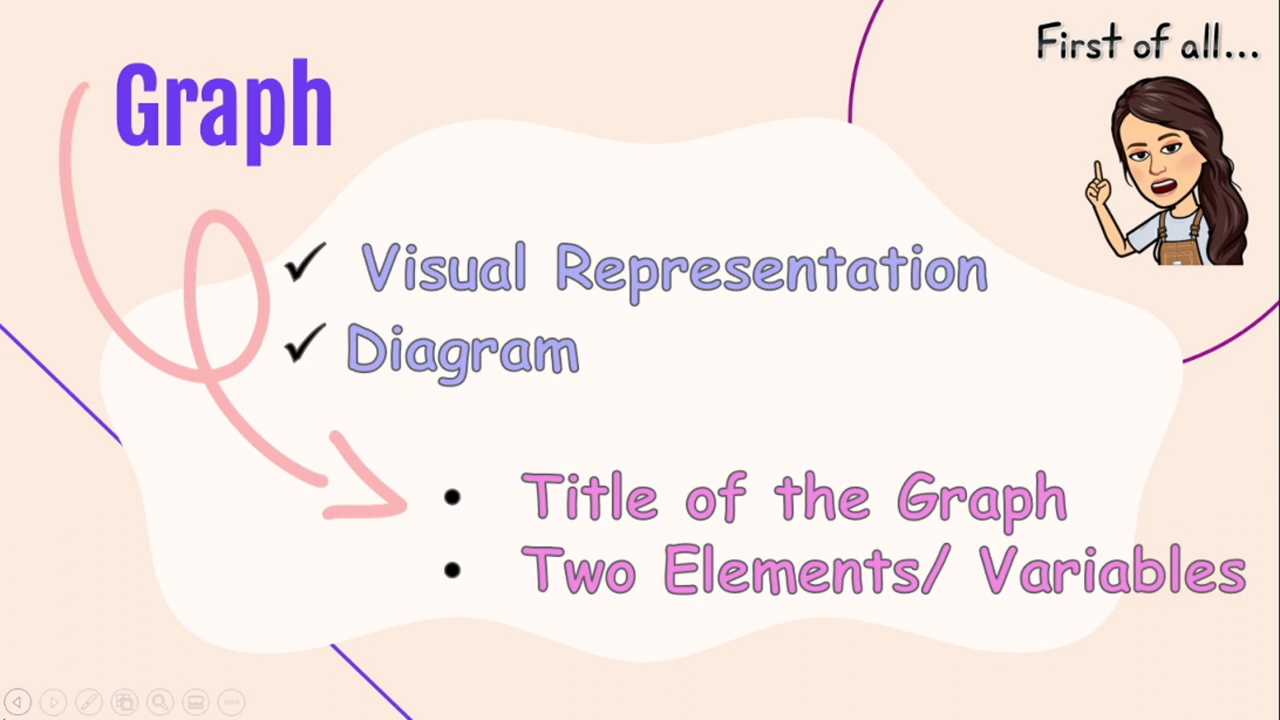 First of all...
Graph
✓ Visual Representation
✓ Diagram
• Title of the Graph
• Two Elements/ Variables